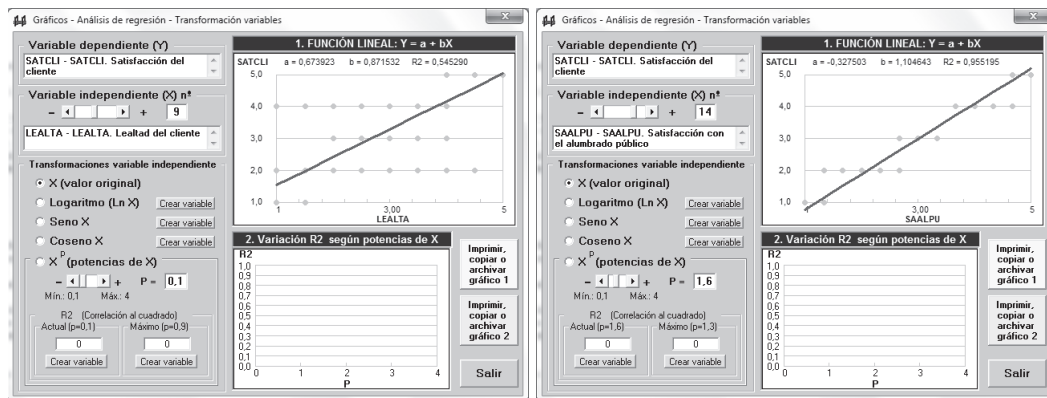 Gráficos - Análisis de regresión - Transformación variables
x
Variable dependiente (Y)
SATCLI - SATCLI. Satisfacción del
cliente
Variable independiente (X) nº
- + 9
LEALTA - LEALTA. Lealtad del cliente
Transformaciones variable independiente
X (valor original)
Logaritmo (Ln X) Crear variable
Seno X Crear variable
Coseno X Crear variable
X p (potencias de X)
- + P = 0,1
Mín.: 0,1 Máx.: 4
R2 (Correlación al cuadrado)
Actual (p=0,1) Máximo (p=0,9)
0 0
Crear variable Crear variable
1. FUNCIÓN LINEAL: Y = a + bX
SATCLI a = 0,673923 b = 0,871532 R2 = 0,545290
5,0
4,0
3,0
2,0
1,0
1 3,00 5
LEALTA
2. Variación R2 según potencias de X
R2
1,0
0,9
0,8
0,7
0,6
0,5
0,4
0,3
0,2
0,1
0,0
0 1 2 3 4
P
Imprimir,
copiar o
archivar
gráfico 1
Imprimir,
copiar o
archivar
gráfico 2
Salir
Gráficos - Análisis de regresión - Transformación variables
x
Variable dependiente (Y)
SATCLI - SATCLI. Satisfacción del
cliente
Variable independiente (X) nº
- + 14
SAALPU - SAALPU. Satisfacción con
el alumbrado público
Transformaciones variable independiente
X (valor original)
Logaritmo (Ln X) Crear variable
Seno X Crear variable
Coseno X Crear variable
X p (potencias de X)
- + P = 1,6
Mín.: 0,1 Máx.: 4
R2 (Correlación al cuadrado)
Actual (p=1,6) Máximo (p=1,3)
0 0
Crear variable Crear variable
1. FUNCIÓN LINEAL: Y = a + bX
SATCLI a = -0,327503 b = 1,104643 R2 = 0,955195
5,0
4,0
3,0
2,0
1,0
1 3,00 5
SAALPU
2. Variación R2 según potencias de X
R2
1,0
0,9
0,8
0,7
0,6
0,5
0,4
0,3
0,2
0,1
0,0
0 1 2 3 4
P
Imprimir,
copiar o
archivar
gráfico 1
Imprimir,
copiar o
archivar
gráfico 2
Salir